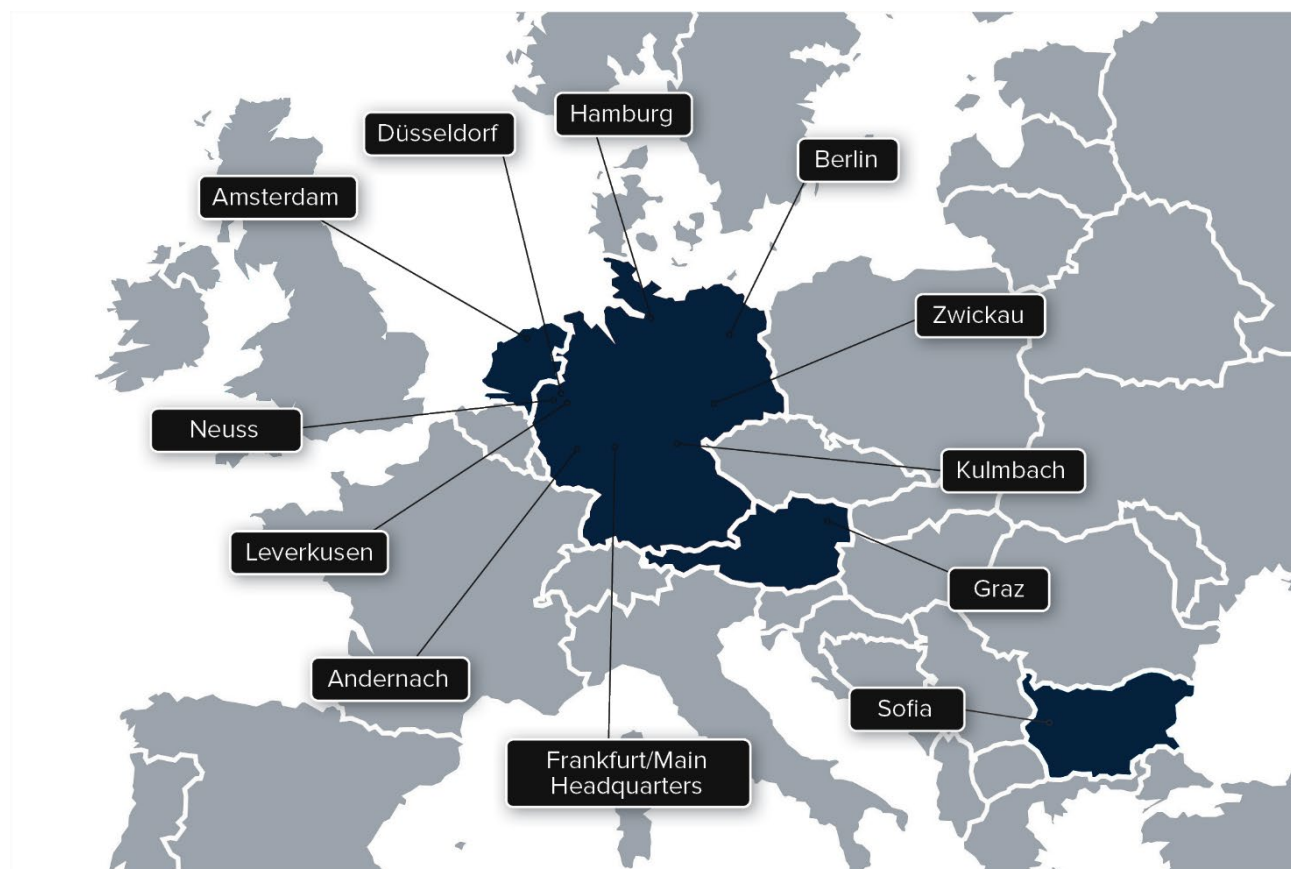 Hamburg
Düsseldorf
Berlin
Amsterdam
Zwickau
Neuss
Kulmbach
Leverkusen
Graz
Andernach
Sofia
Frankfurt/Main
Headquarters